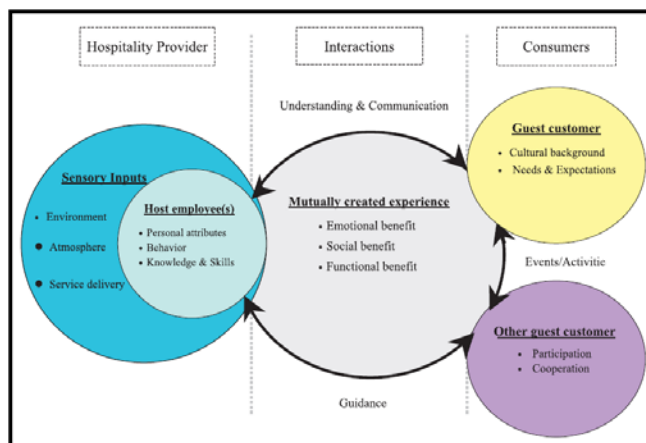 Hospitality Provider
Interactions
Consumers
Understanding & Communication
Sensory Inputs
Environment
Atmosphere
Service delivery
Host employee(s)
Personal attributes
Behavior
Knowledge & Skills
Mutually created experience
Emotional benefit
Social benefit
Functional benefit
Guest customer
Cultural background
Needs & Expectations
Events/Activitie
Other guest customer
Participation
Cooperation
Guidance